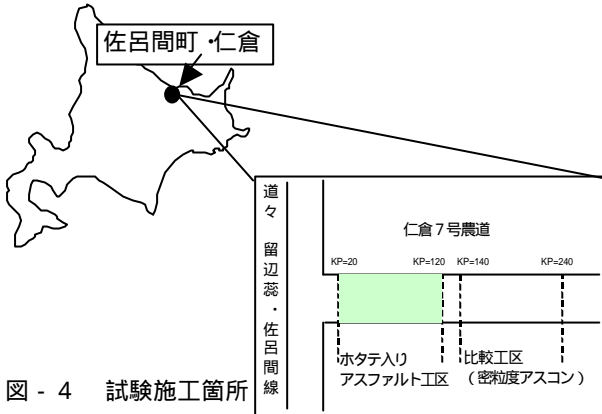 佐呂間町・仁倉
道々 留辺蘂・佐呂間線
仁倉7号農道
KP=20 KP=120 KP=140 KP=240
ホタテ入り
アスファルト工区
比較工区
(密粒度アスコン)
図 - 4 試験施工箇所